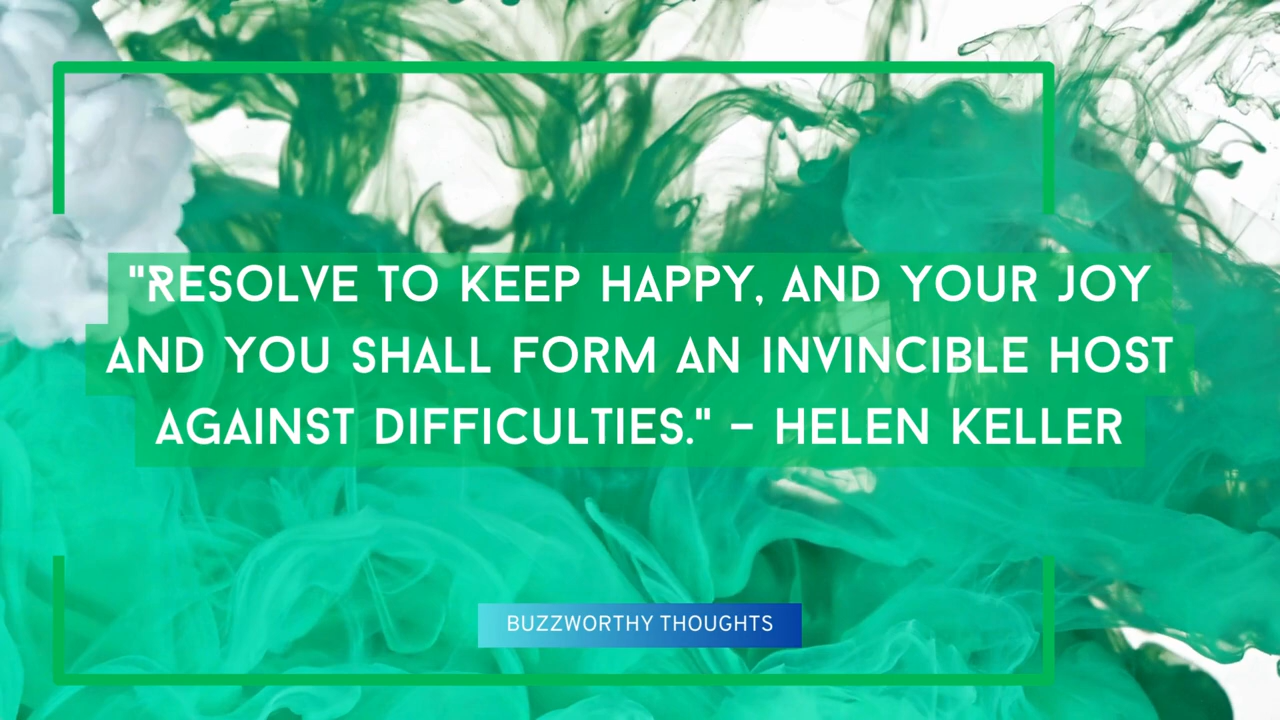 "RESOLVE TO KEEP HAPPY, AND YOUR JOY
AND YOU SHALL FORM AN INVINCIBLE HOST
AGAINST DIFFICULTIES." – HELEN KELLER
BUZZWORTHY THOUGHTS